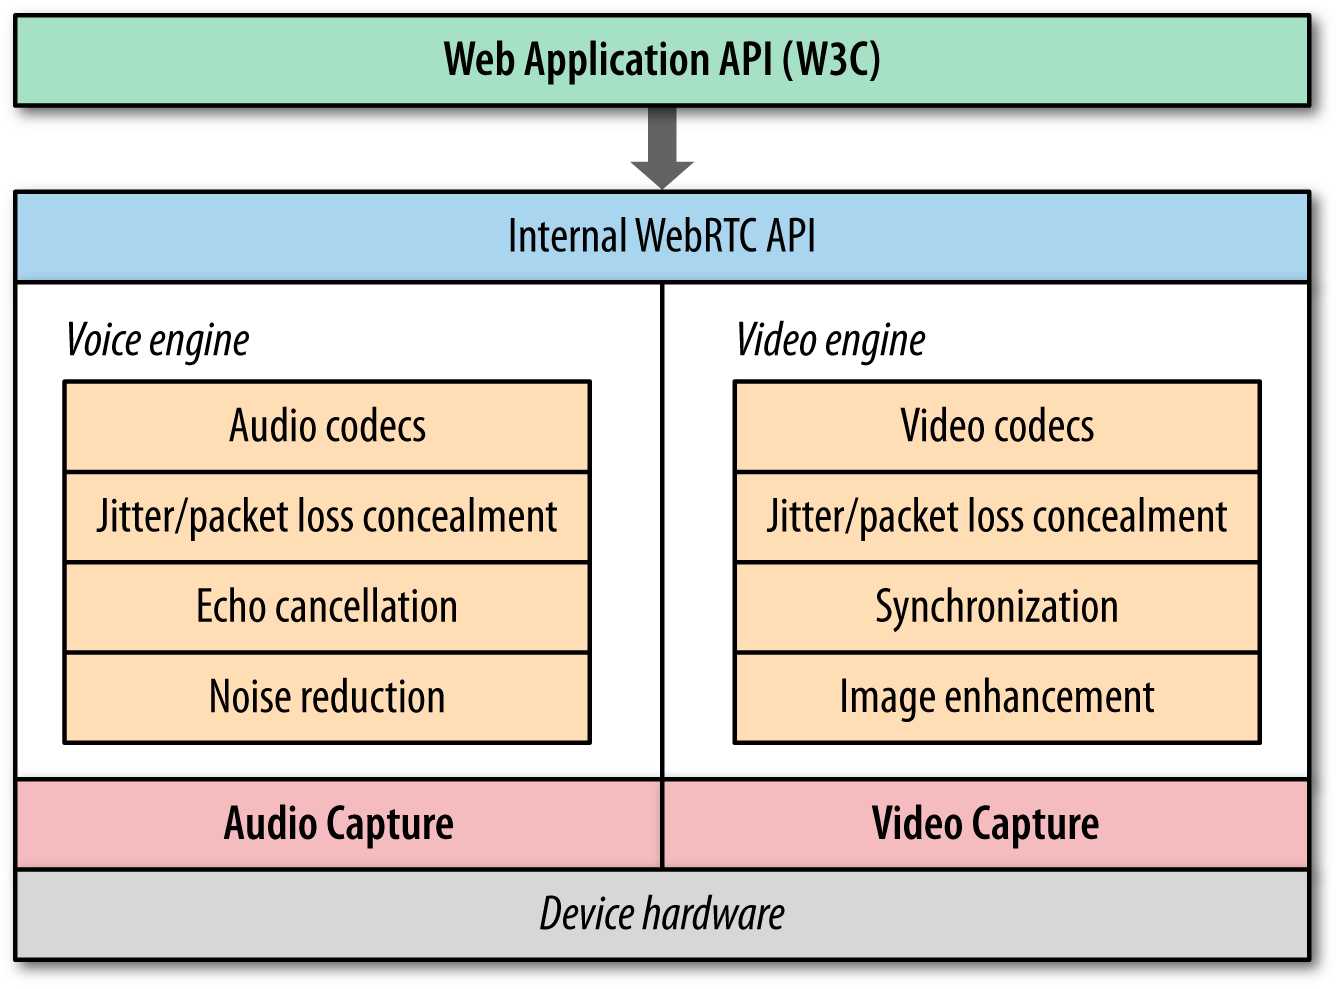 Web Application API (W3C)
Internal WebRTC API
Voice engine
Audio codecs
Jitter/packet loss concealment
Echo cancellation
Noise reduction
Video engine
Video codecs
Jitter/packet loss concealment
Synchronization
Image enhancement
Audio Capture
Video Capture
Device hardware